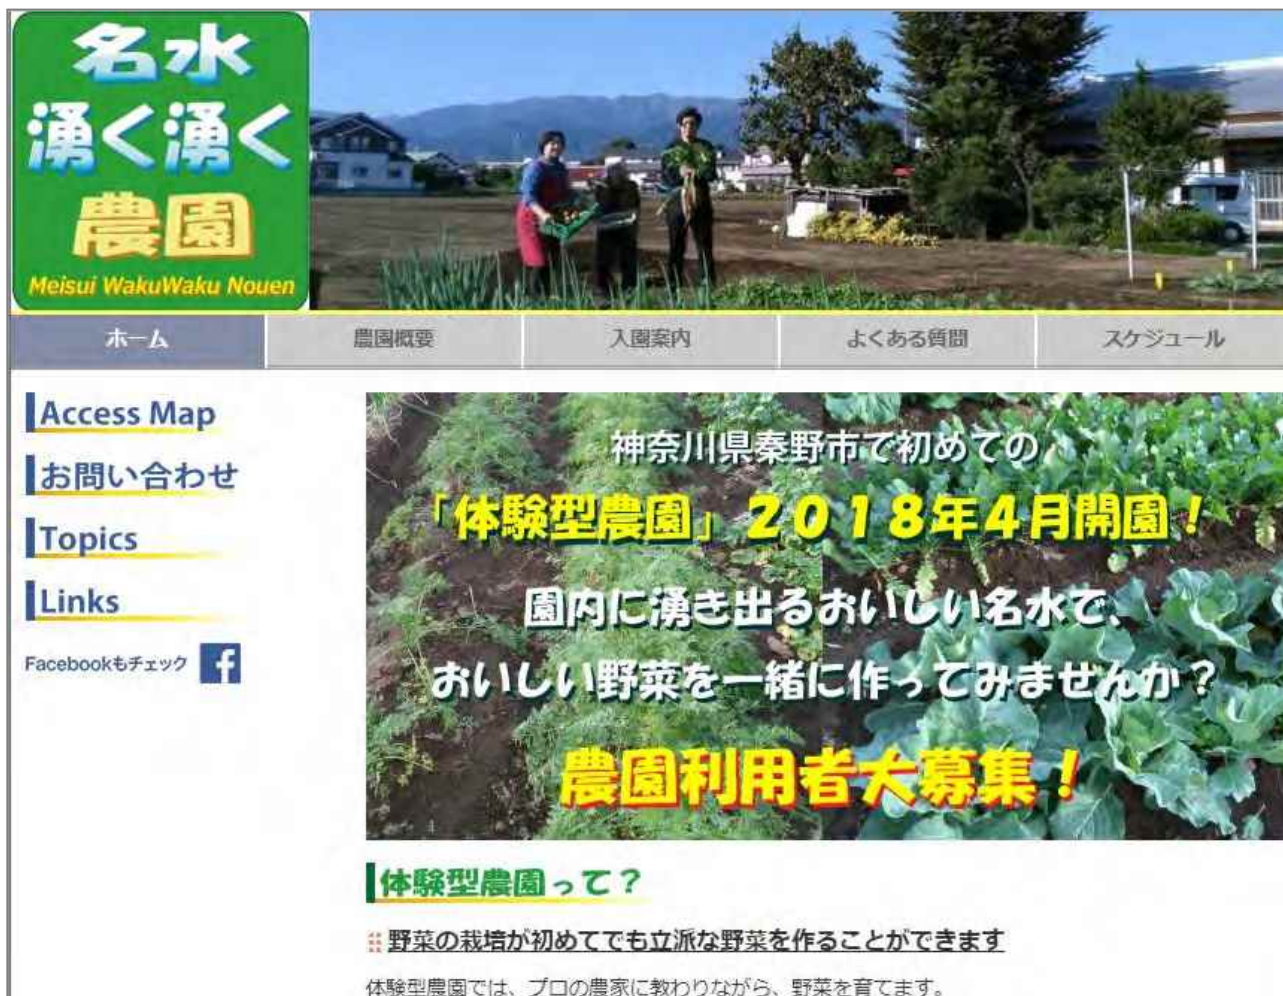 名水
湧く湧く
農園
Meisui WakuWaku Nouen
ホーム
農園概要
入園案内
よくある質問
スケジュール
Access Map
お問い合わせ
Topics
Links
Facebookもチェック
神奈川県秦野市で初めての
「体験型農園」2018年4月開園！
園内に湧き出るおいしい名水で、
おいしい野菜を一緒に作ってみませんか？
農園利用者大募集！
体験型農園って？
野菜の栽培が初めてでも立派な野菜を作ることができます
体験型農園では、プロの農家に教わりながら、野菜を育てます。